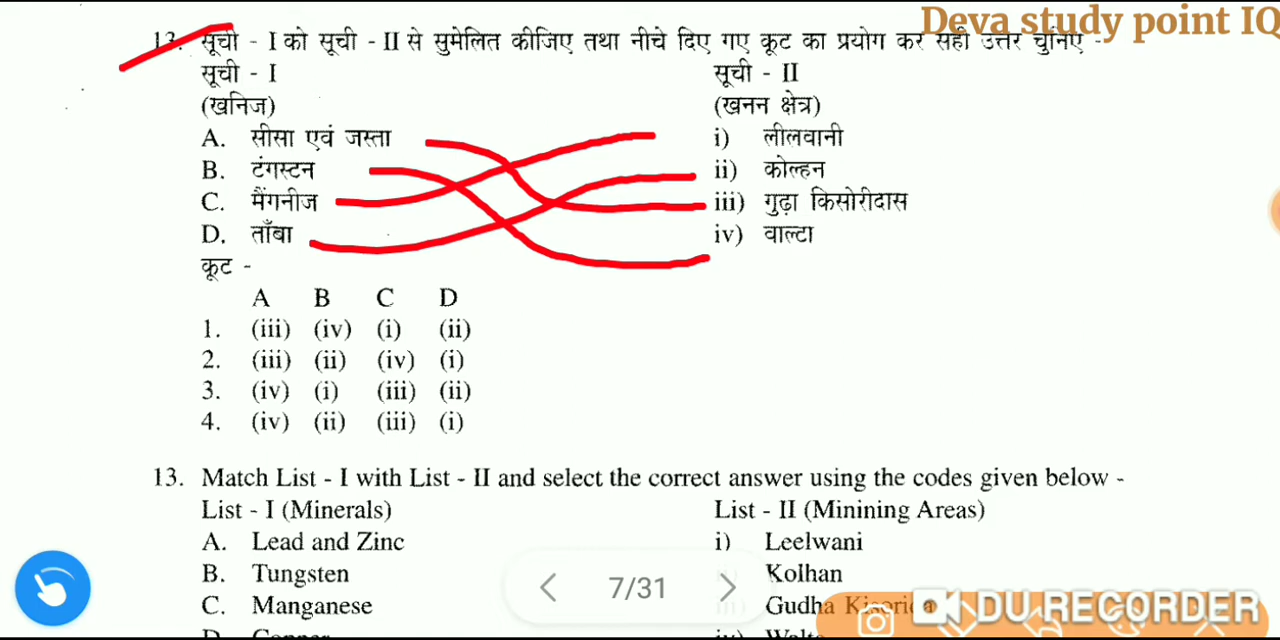 Deva study point IQ
13. सूची - I को सूची - II से सुमेलित कीजिए तथा नीचे दिए गए कूट का प्रयोग कर सही उत्तर चुनिए -
सूची - I सूची - II
(खनिज) (खनन क्षेत्र)
A. सीसा एवं जस्ता i) लीलवानी
B. टंगस्टन ii) कोल्हन
C. मैंगनीज iii) गुढ़ा किसोरीदास
D. ताँबा iv) वाल्टा
कूट -
A B C D
1. (iii) (iv) (i) (ii)
2. (iii) (ii) (iv) (i)
3. (iv) (i) (iii) (ii)
4. (iv) (ii) (iii) (i)
13. Match List - I with List - II and select the correct answer using the codes given below -
List - I (Minerals) List - II (Minining Areas)
A. Lead and Zinc i) Leelwani
B. Tungsten Kolhan
C. Manganese Gudha
D. Copper
7/31
DU RECORDER